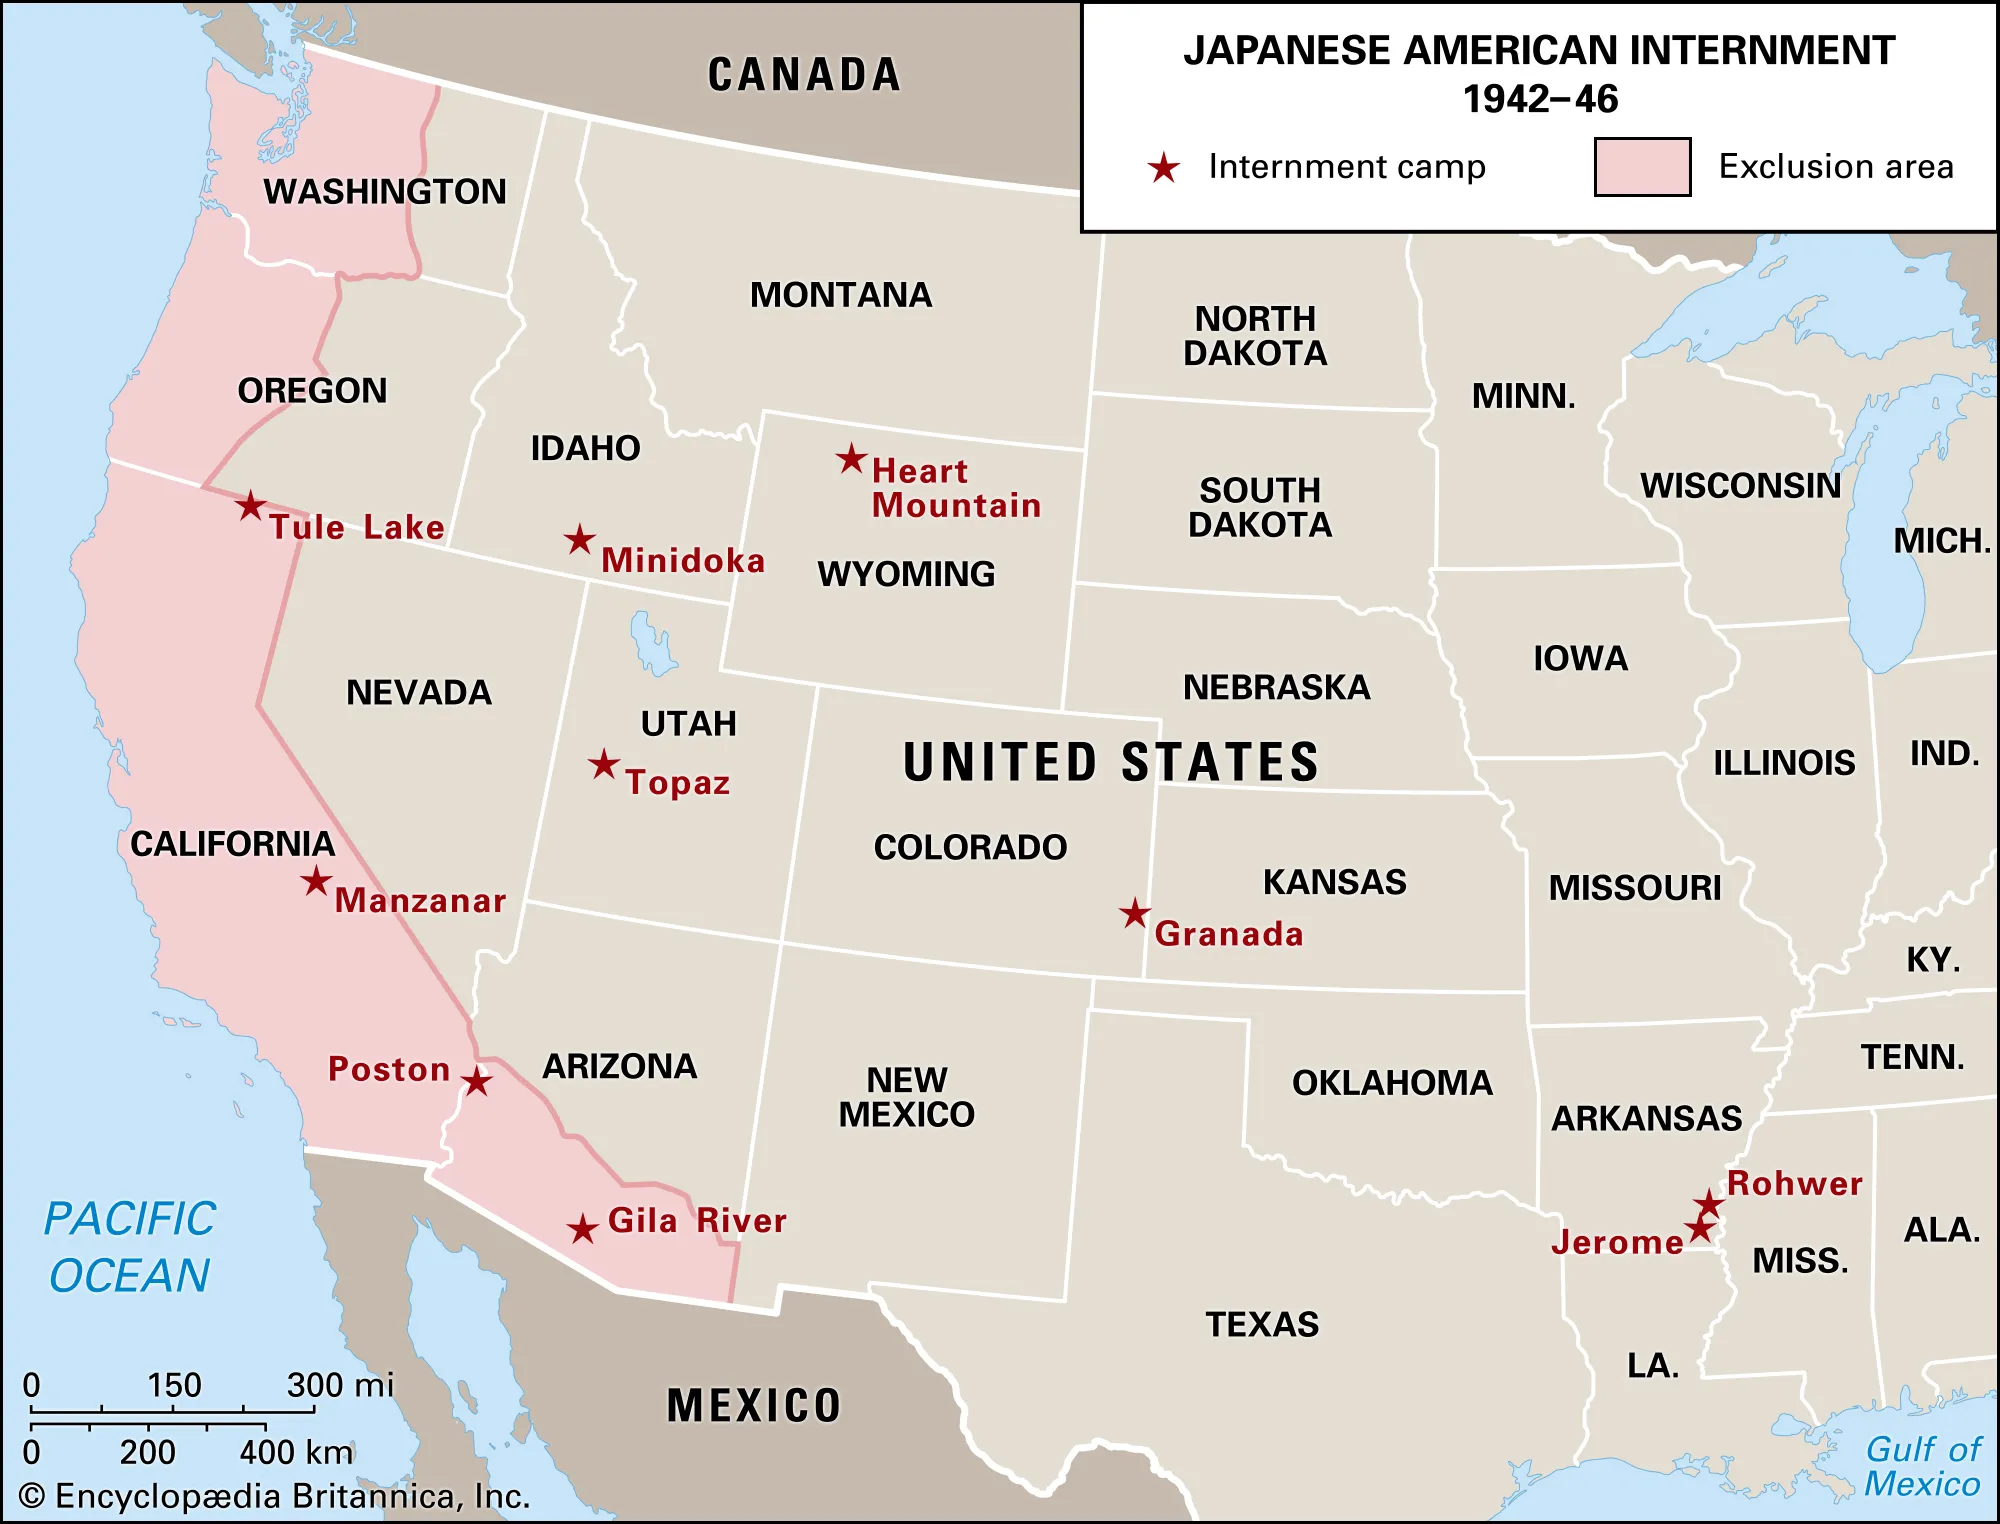 JAPANESE AMERICAN INTERNMENT
1942–46
Internment camp
Exclusion area
CANADA
WASHINGTON
MONTANA
NORTH
DAKOTA
MINN.
OREGON
IDAHO
Heart
Mountain
SOUTH
DAKOTA
WISCONSIN
MICH.
Tule Lake
Minidoka
WYOMING
IOWA
NEVADA
NEBRASKA
UTAH
UNITED STATES
ILLINOIS
IND.
Topaz
CALIFORNIA
COLORADO
KANSAS
MISSOURI
Manzanar
Granada
KY.
Poston
ARIZONA
NEW
MEXICO
OKLAHOMA
TENN.
ARKANSAS
Rohwer
PACIFIC
OCEAN
Gila River
Jerome
MISS.
ALA.
TEXAS
LA.
MEXICO
0 150 300 mi
0 200 400 km
Gulf of
Mexico
© Encyclopædia Britannica, Inc.